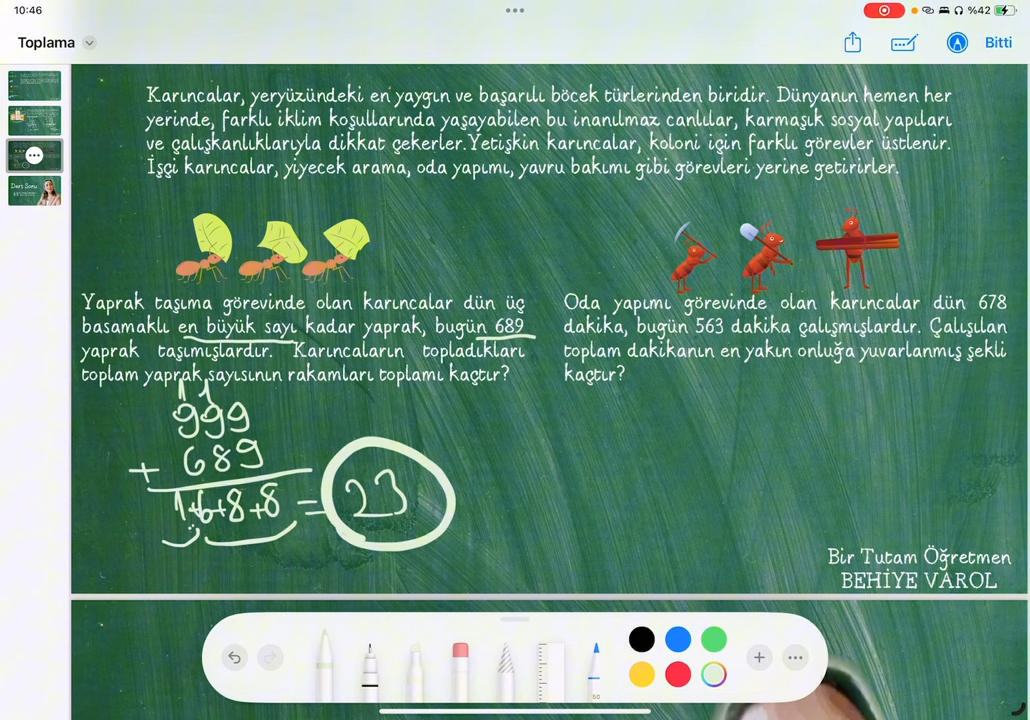 10:46
%42
Toplama
Bitti
Karıncalar, yeryüzündeki en yaygın ve başarılı böcek türlerinden biridir. Dünyanın hemen her
yerinde, farklı iklim koşullarında yaşayabilen bu inanılmaz canlılar, karmaşık sosyal yapıları
ve çalışkanlıklarıyla dikkat çekerler.Yetişkin karıncalar, koloni için farklı görevler üstlenir.
İşçi karıncalar, yiyecek arama, oda yapımı, yavru bakımı gibi görevleri yerine getirirler.
Yaprak taşıma görevinde olan karıncalar dün üç
basamaklı en büyük sayı kadar yaprak, bugün 689
yaprak taşımışlardır. Karıncaların topladıkları
toplam yaprak sayısının rakamları toplamı kaçtır?
1 1
999
+ 689
1+6+8+8 = 23
Oda yapımı görevinde olan karıncalar dün 678
dakika, bugün 563 dakika çalışmışlardır. Çalışılan
toplam dakikanın en yakın onluğa yuvarlanmış şekli
kaçtır?
Bir Tutam Öğretmen
BEHİYE VAROL
Ders Sonu
50